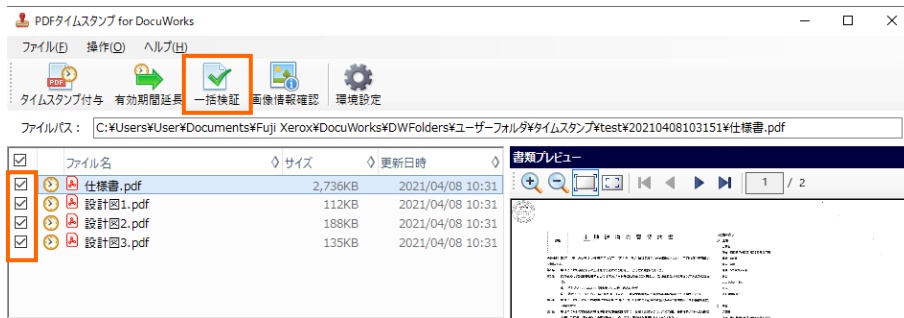 PDFタイムスタンプ for DocuWorks
ファイル(F) 操作(O) ヘルプ(H)
タイムスタンプ付与 有効期間延長 一括検証 画像情報確認 環境設定
ファイルパス： C:¥Users¥User¥Documents¥Fuji Xerox¥DocuWorks¥DWFolders¥ユーザーフォルダ¥タイムスタンプ¥test¥20210408103151¥仕様書.pdf
ファイル名 サイズ 更新日時 書類プレビュー
仕様書.pdf 2,736KB 2021/04/08 10:31
設計図1.pdf 112KB 2021/04/08 10:31
設計図2.pdf 188KB 2021/04/08 10:31
設計図3.pdf 135KB 2021/04/08 10:31
1 / 2